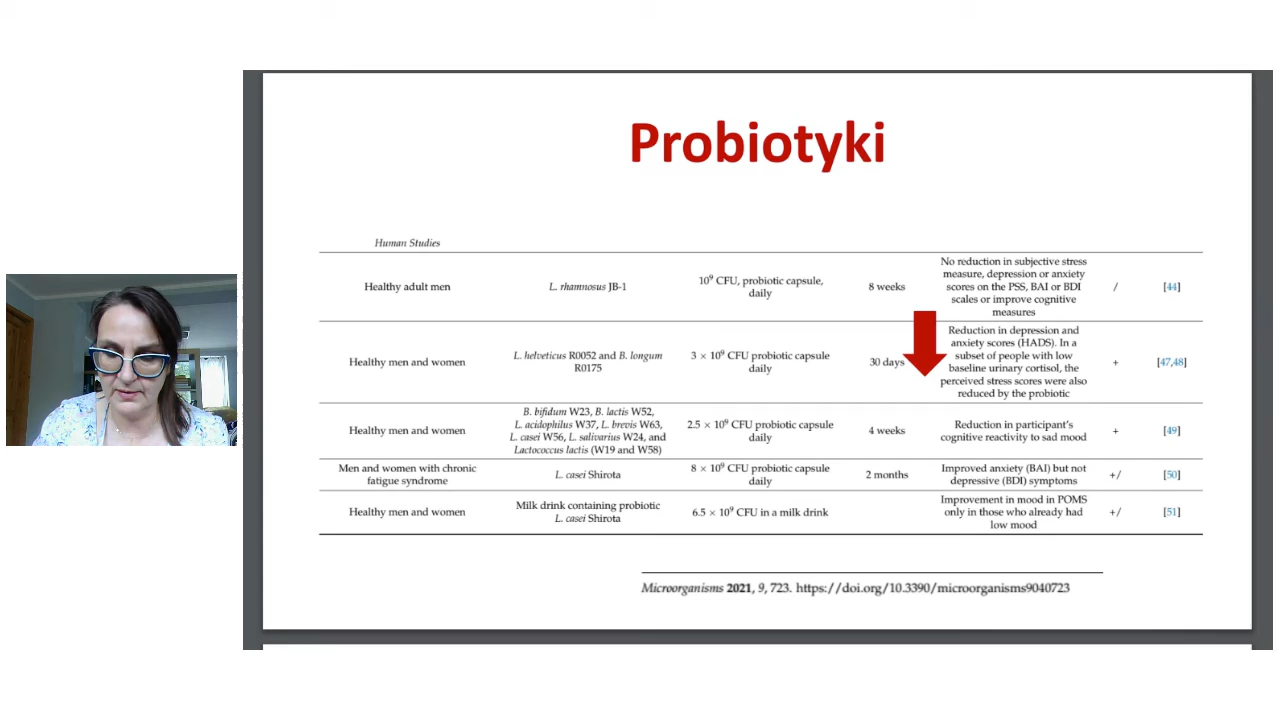 Probiotyki
Human Studies
Healthy adult men
L. rhamnosus JB-1
10⁹ CFU, probiotic capsule,
daily
8 weeks
No reduction in subjective stress
measure, depression or anxiety
scores on the PSS, BAI or BDI
scales or improve cognitive
measures
/
[44]
Healthy men and women
L. helveticus R0052 and B. longum
R0175
3 × 10⁹ CFU probiotic capsule
daily
30 days
Reduction in depression and
anxiety scores (HADS). In a
subset of people with low
baseline urinary cortisol, the
perceived stress scores were also
reduced by the probiotic
+
[47,48]
Healthy men and women
B. bifidum W23, B. lactis W52,
L. acidophilus W37, L. brevis W63,
L. casei W56, L. salivarius W24, and
Lactococcus lactis (W19 and W58)
2.5 × 10⁹ CFU probiotic capsule
daily
4 weeks
Reduction in participant's
cognitive reactivity to sad mood
+
[49]
Men and women with chronic
fatigue syndrome
L. casei Shirota
8 × 10⁹ CFU probiotic capsule
daily
2 months
Improved anxiety (BAI) but not
depressive (BDI) symptoms
+/
[50]
Healthy men and women
Milk drink containing probiotic
L. casei Shirota
6.5 × 10⁹ CFU in a milk drink
Improvement in mood in POMS
only in those who already had
low mood
+/
[51]
Microorganisms 2021, 9, 723. https://doi.org/10.3390/microorganisms9040723